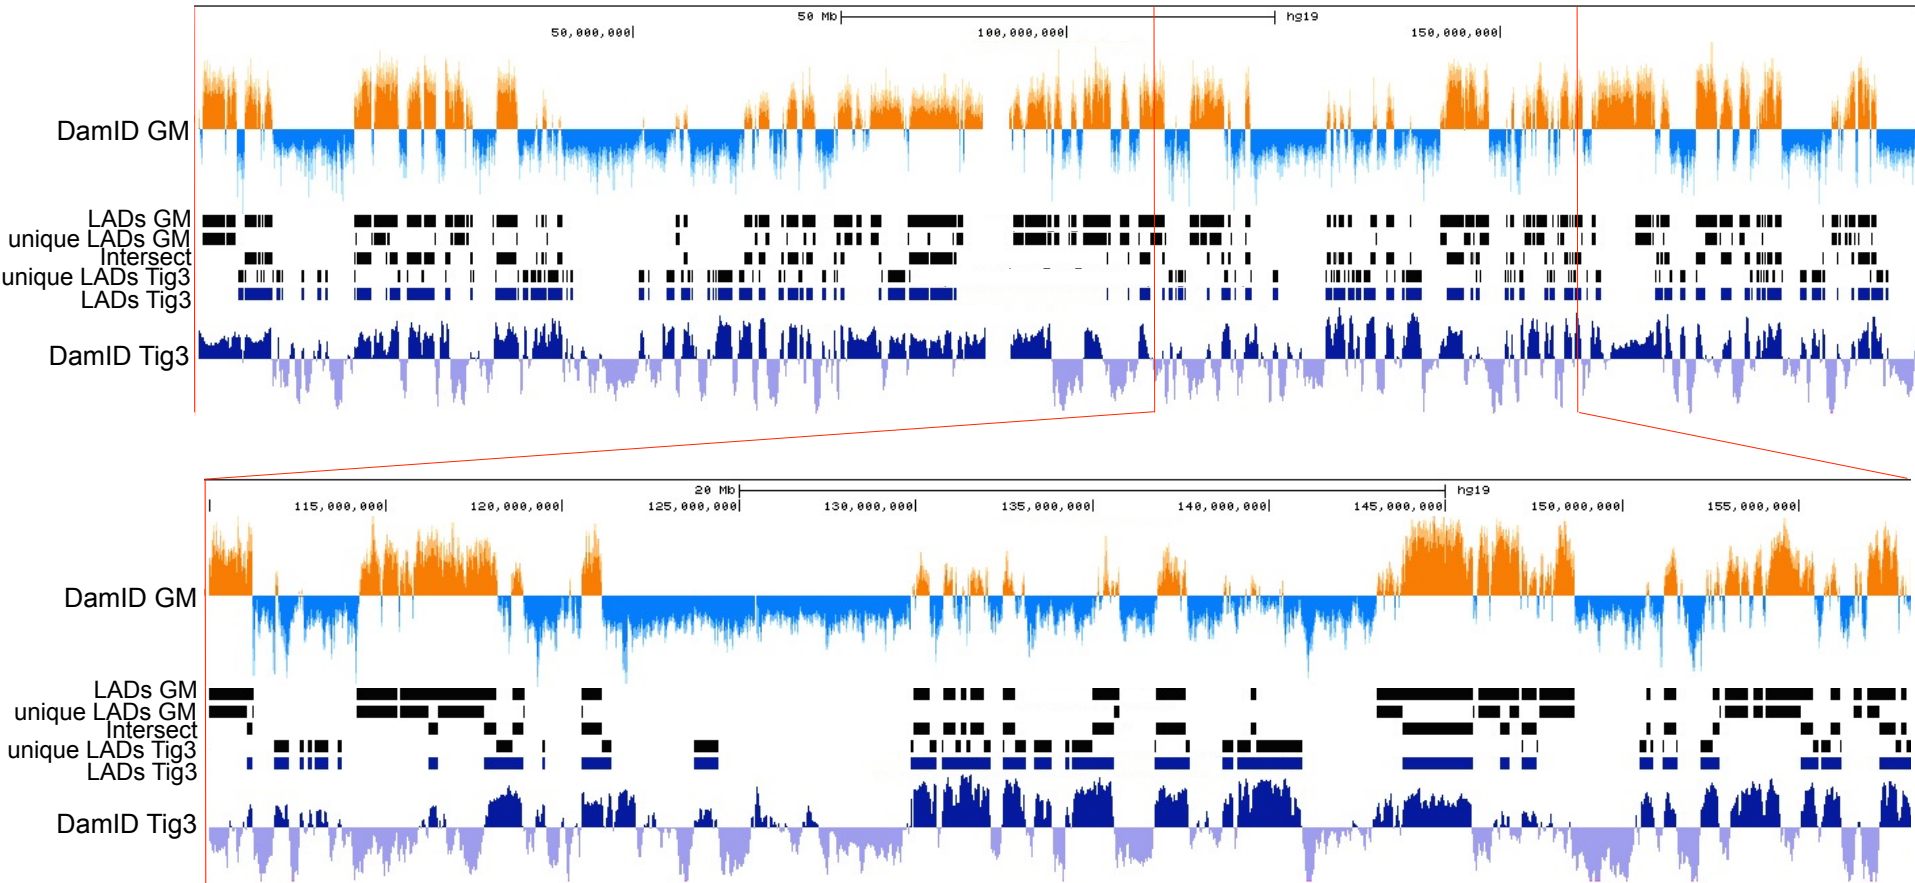 50 Mb hg19
50,000,000 100,000,000 150,000,000
DamID GM
LADs GM
unique LADs GM
Intersect
unique LADs Tig3
LADs Tig3
DamID Tig3
20 Mb hg19
115,000,000 120,000,000 125,000,000 130,000,000 135,000,000 140,000,000 145,000,000 150,000,000 155,000,000
DamID GM
LADs GM
unique LADs GM
Intersect
unique LADs Tig3
LADs Tig3
DamID Tig3